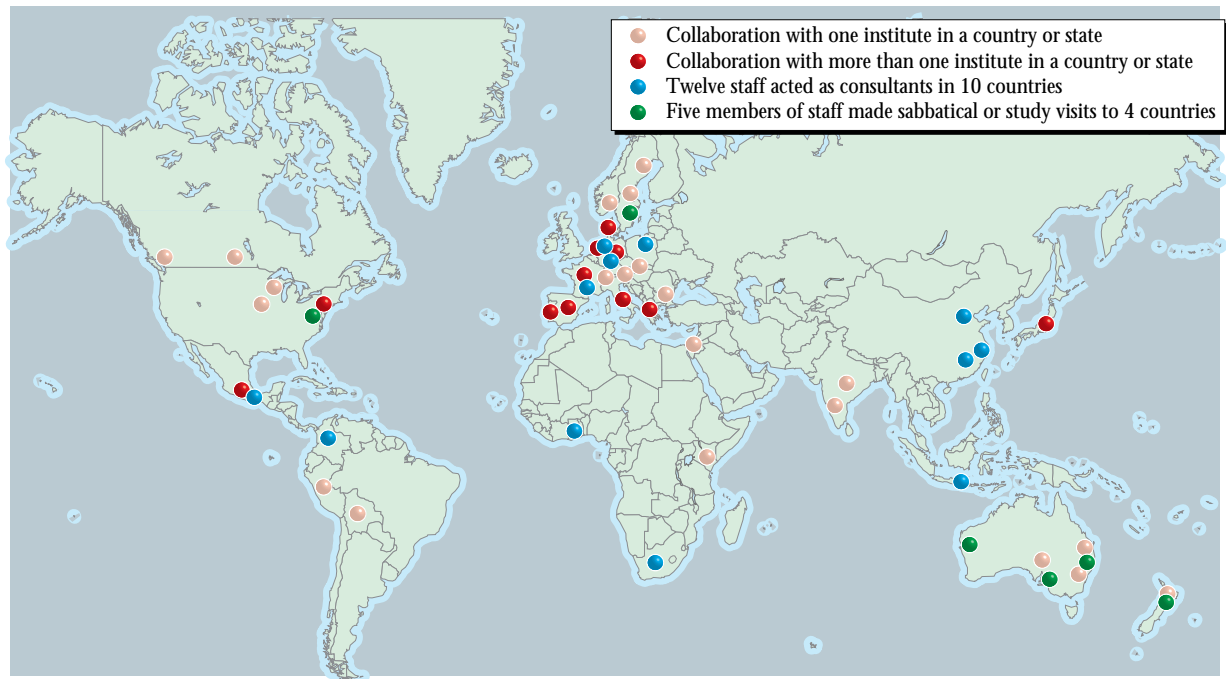 Collaboration with one institute in a country or state
Collaboration with more than one institute in a country or state
Twelve staff acted as consultants in 10 countries
Five members of staff made sabbatical or study visits to 4 countries